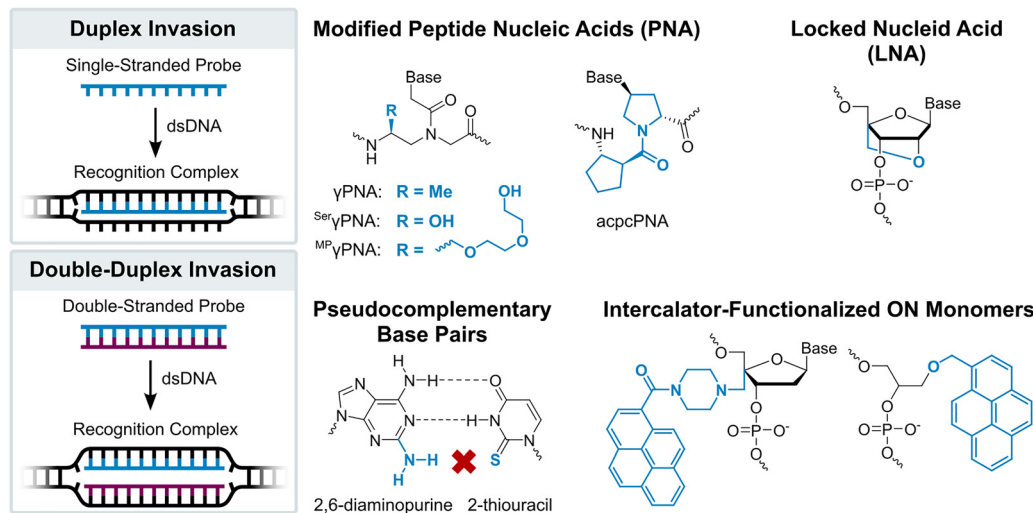 Duplex Invasion
Single-Stranded Probe
dsDNA
Recognition Complex
Double-Duplex Invasion
Double-Stranded Probe
dsDNA
Recognition Complex
Modified Peptide Nucleic Acids (PNA)
Base
R
O
O
N
N
H
γPNA: R = Me
SerγPNA: R = OH
MPγPNA: R =
O
O
OH
Base
NH
N
O
O
acpcPNA
Locked Nucleid Acid
(LNA)
O
O
Base
O
O
O=P-O-
O
Pseudocomplementary
Base Pairs
N
N
N
N
N-H
H
N-H
H
O
H-N
N
S
2,6-diaminopurine 2-thiouracil
Intercalator-Functionalized ON Monomers
O
N
N
O
O
Base
O
O=P-O-
O
O
O
O
O=P-O-
O